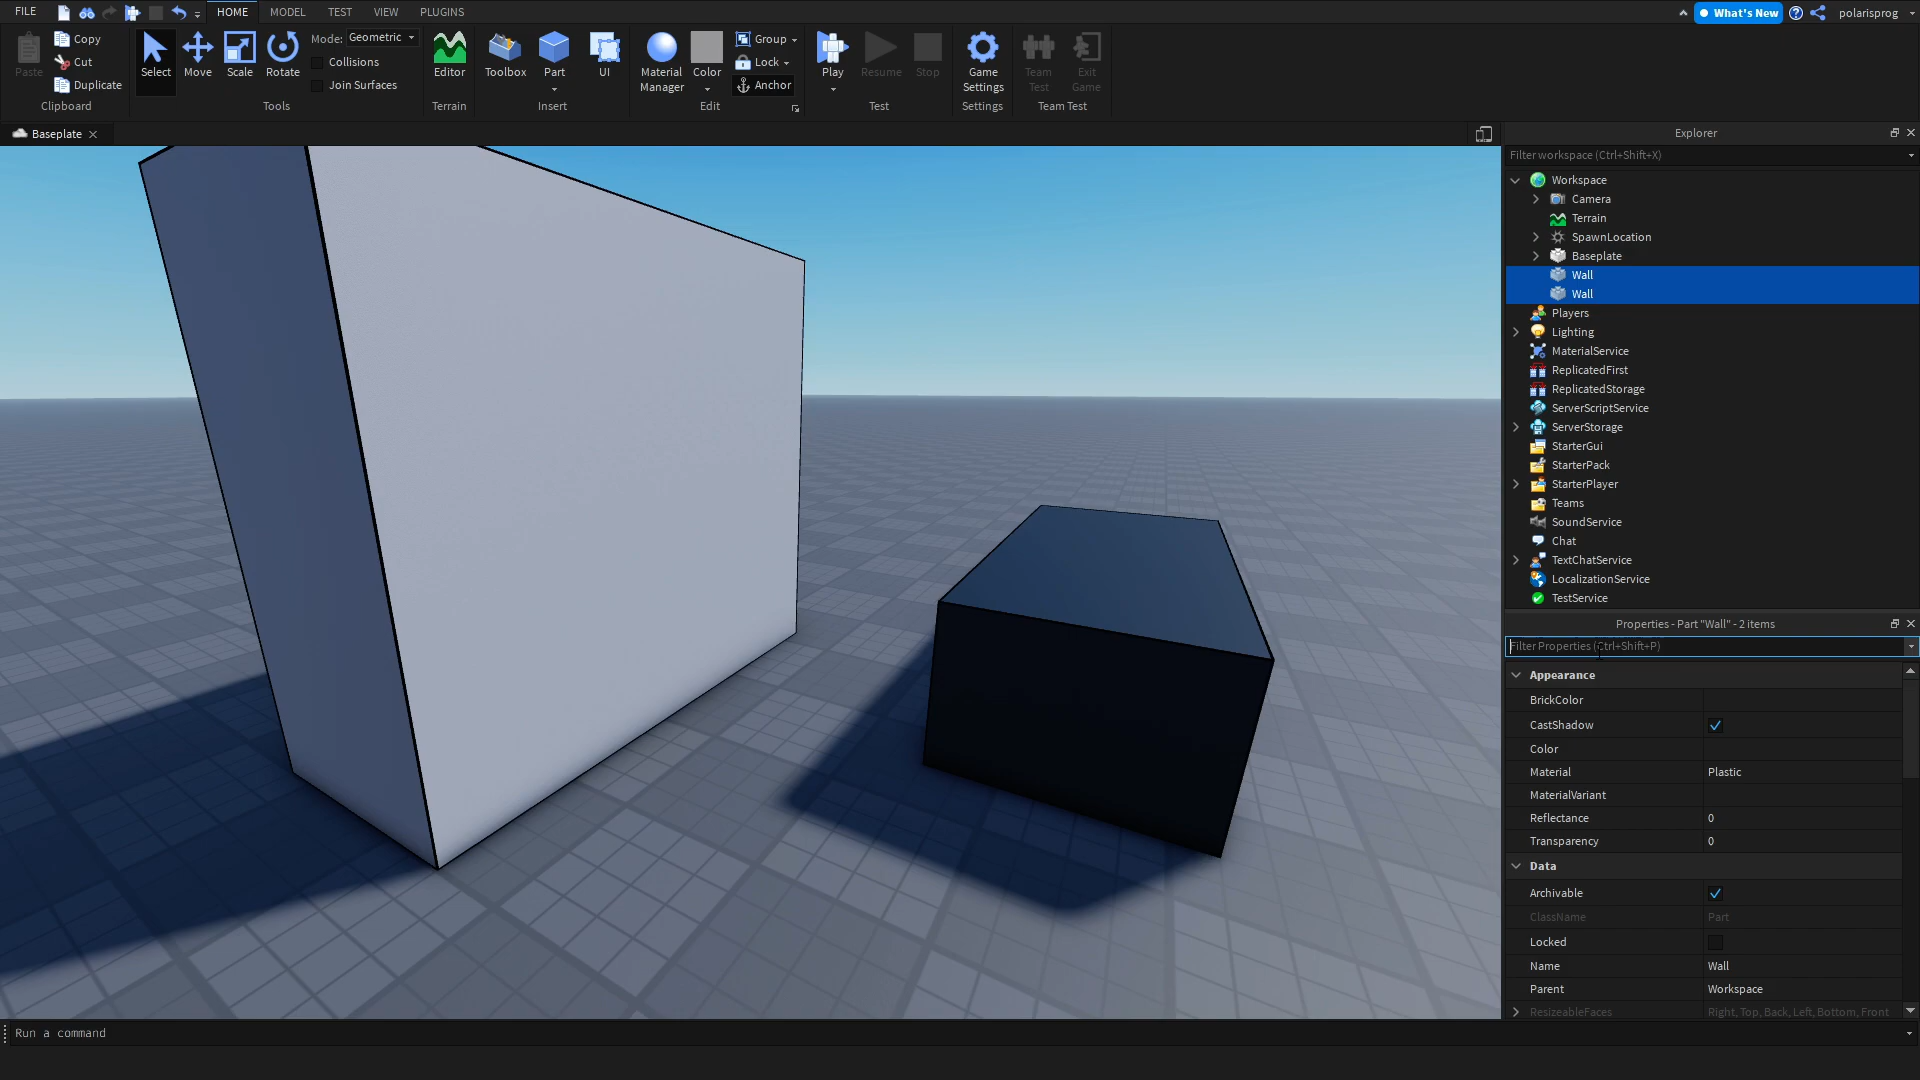 FILE
HOME
MODEL
TEST
VIEW
PLUGINS
What's New
polarisprog
Paste
Copy
Cut
Duplicate
Clipboard
Select
Move
Scale
Rotate
Mode: Geometric
Collisions
Join Surfaces
Tools
Editor
Terrain
Toolbox
Part
UI
Insert
Material Manager
Color
Group
Lock
Anchor
Edit
Play
Resume
Stop
Test
Game Settings
Settings
Team Test
Exit Game
Team Test
Baseplate
Explorer
Filter workspace (Ctrl+Shift+X)
Workspace
Camera
Terrain
SpawnLocation
Baseplate
Wall
Wall
Players
Lighting
MaterialService
ReplicatedFirst
ReplicatedStorage
ServerScriptService
ServerStorage
StarterGui
StarterPack
StarterPlayer
Teams
SoundService
Chat
TextChatService
LocalizationService
TestService
Properties - Part "Wall" - 2 items
Filter Properties (Ctrl+Shift+P)
Appearance
BrickColor
CastShadow
Color
Material Plastic
MaterialVariant
Reflectance 0
Transparency 0
Data
Archivable
ClassName Part
Locked
Name Wall
Parent Workspace
ResizeableFaces Right, Top, Back, Left, Bottom, Front
Run a command